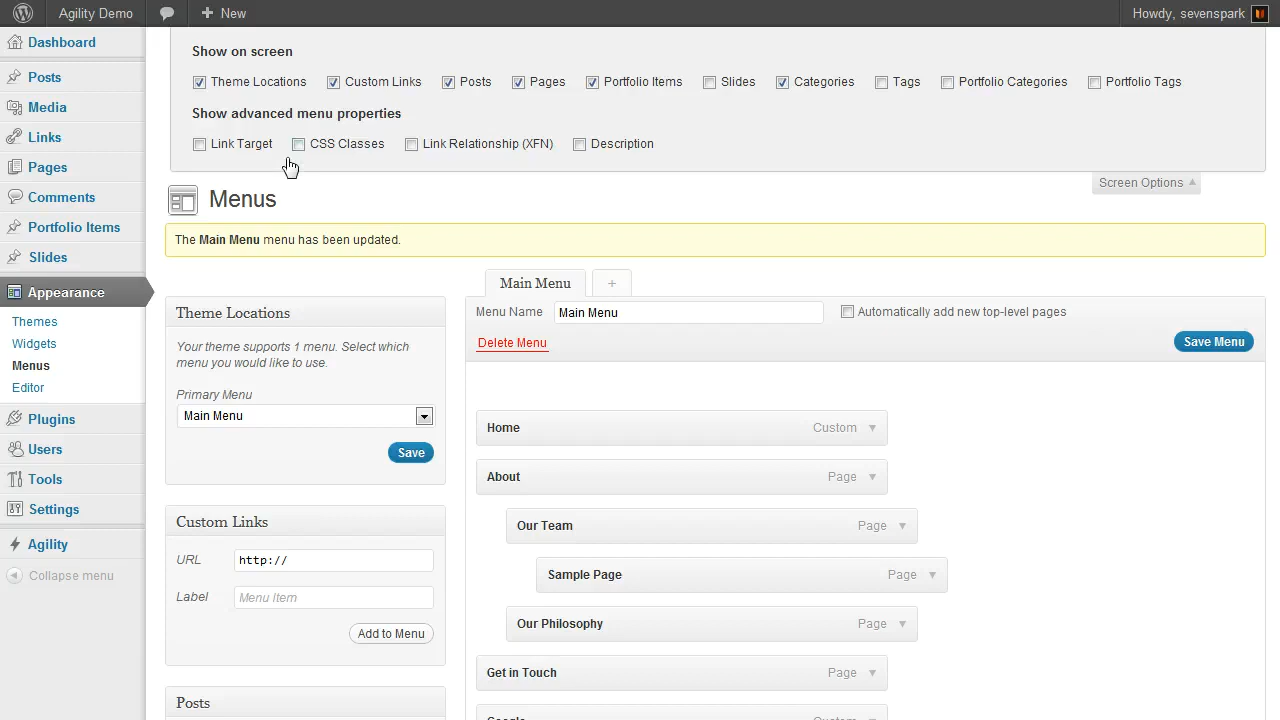 Agility Demo
New
Howdy, sevenspark
Dashboard
Posts
Media
Links
Pages
Comments
Portfolio Items
Slides
Appearance
Themes
Widgets
Menus
Editor
Plugins
Users
Tools
Settings
Agility
Collapse menu
Show on screen
Theme Locations Custom Links Posts Pages Portfolio Items Slides Categories Tags Portfolio Categories Portfolio Tags
Show advanced menu properties
Link Target CSS Classes Link Relationship (XFN) Description
Screen Options
Menus
The Main Menu menu has been updated.
Theme Locations
Your theme supports 1 menu. Select which
menu you would like to use.
Primary Menu
Main Menu
Save
Custom Links
URL http://
Label Menu Item
Add to Menu
Posts
Main Menu +
Menu Name Main Menu Automatically add new top-level pages
Delete Menu Save Menu
Home Custom
About Page
Our Team Page
Sample Page Page
Our Philosophy Page
Get in Touch Page
Google Custom